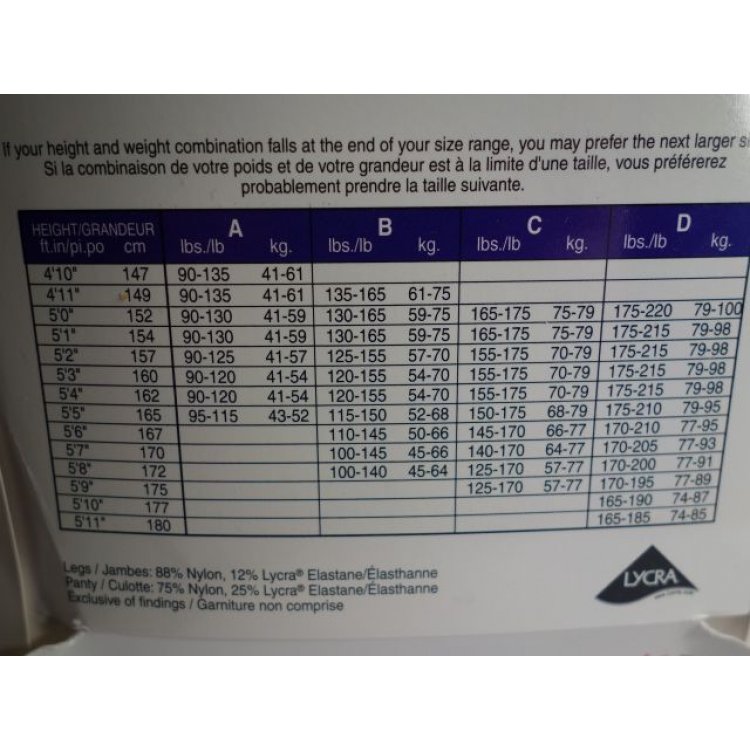 If your height and weight combination falls at the end of your size range, you may prefer the next larger
Si la combinaison de votre poids et de votre grandeur est à la limite d'une taille, vous préférerez
probablement prendre la taille suivante.
HEIGHT/GRANDEUR A B C D
ft.in/pi.po cm lbs./lb kg. lbs./lb kg. lbs./lb kg. lbs./lb kg.
4'10" 147 90-135 41-61
4'11" 149 90-135 41-61 135-165 61-75
5'0" 152 90-130 41-59 130-165 59-75 165-175 75-79 175-220 79-100
5'1" 154 90-130 41-59 130-165 59-75 165-175 75-79 175-215 79-98
5'2" 157 90-125 41-57 125-155 57-70 155-175 70-79 175-215 79-98
5'3" 160 90-120 41-54 120-155 54-70 155-175 70-79 175-215 79-98
5'4" 162 90-120 41-54 120-155 54-70 155-175 70-79 175-215 79-98
5'5" 165 95-115 43-52 115-150 52-68 150-175 68-79 175-210 79-95
5'6" 167 110-145 50-66 145-170 66-77 170-210 77-95
5'7" 170 100-145 45-66 140-170 64-77 170-205 77-93
5'8" 172 100-140 45-64 125-170 57-77 170-200 77-91
5'9" 175 125-170 57-77 170-195 77-89
5'10" 177 165-190 74-87
5'11" 180 165-185 74-85
Legs / Jambes: 88% Nylon, 12% Lycra® Elastane/Élasthanne
Panty / Culotte: 75% Nylon, 25% Lycra® Elastane/Élasthanne
Exclusive of findings / Garniture non comprise
LYCRA